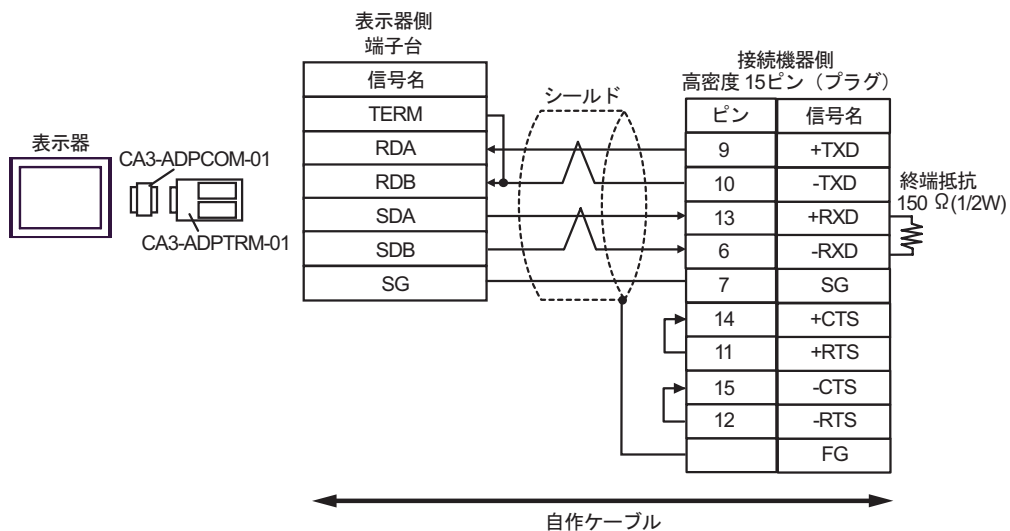 表示器
CA3-ADPCOM-01
CA3-ADPTRM-01
表示器側
端子台
信号名
TERM
RDA
RDB
SDA
SDB
SG
シールド
接続機器側
高密度 15ピン（プラグ）
ピン 信号名
9 +TXD
10 -TXD
13 +RXD
6 -RXD
7 SG
14 +CTS
11 +RTS
15 -CTS
12 -RTS
FG
終端抵抗
150 Ω(1/2W)
自作ケーブル